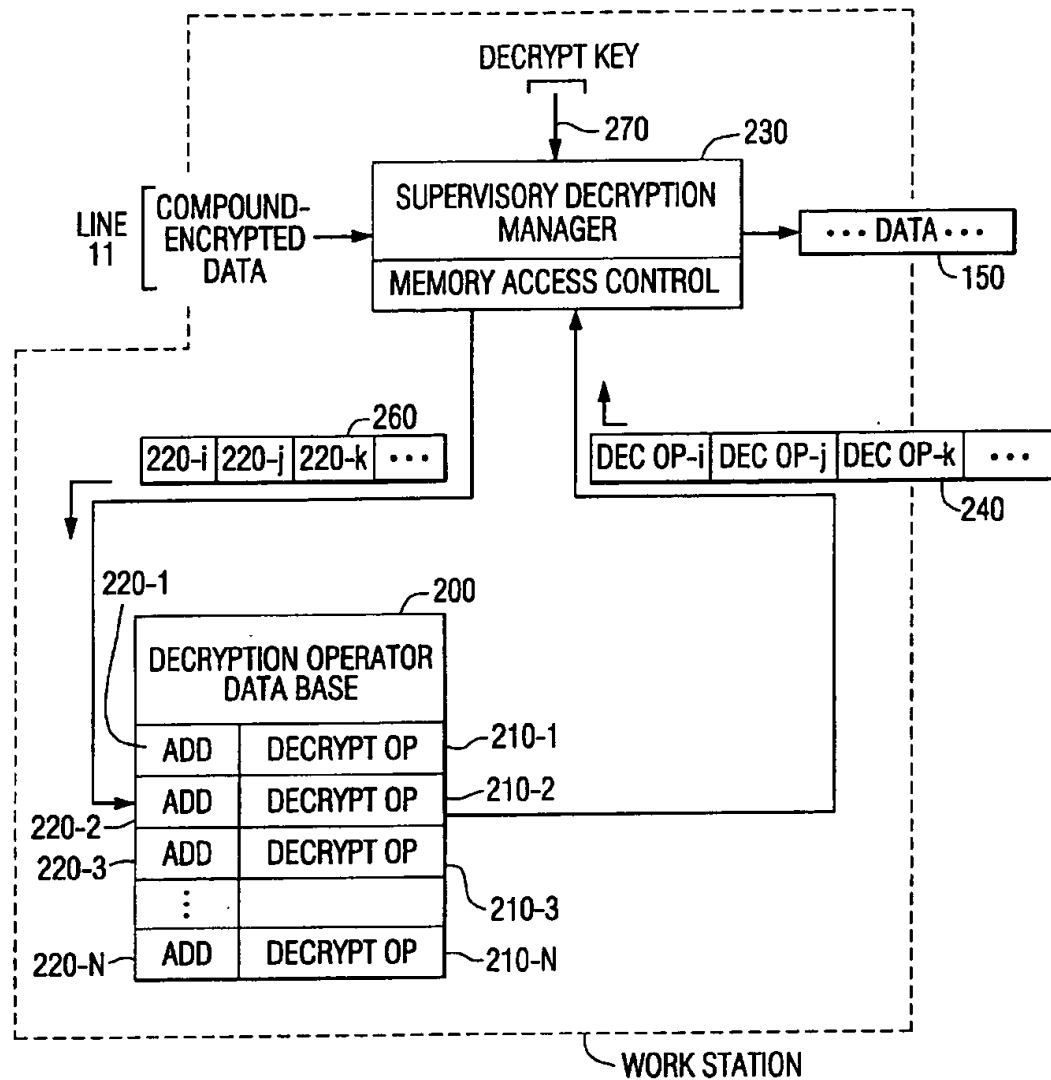 DECRYPT KEY
270
230
LINE
11
COMPOUND-
ENCRYPTED
DATA
SUPERVISORY DECRYPTION
MANAGER
MEMORY ACCESS CONTROL
••• DATA •••
150
260
220-i 220-j 220-k •••
DEC OP-i DEC OP-j DEC OP-k •••
240
220-1
200
DECRYPTION OPERATOR
DATA BASE
ADD DECRYPT OP 210-1
ADD DECRYPT OP 210-2
220-2
220-3 ADD DECRYPT OP
210-3
220-N ADD DECRYPT OP 210-N
WORK STATION